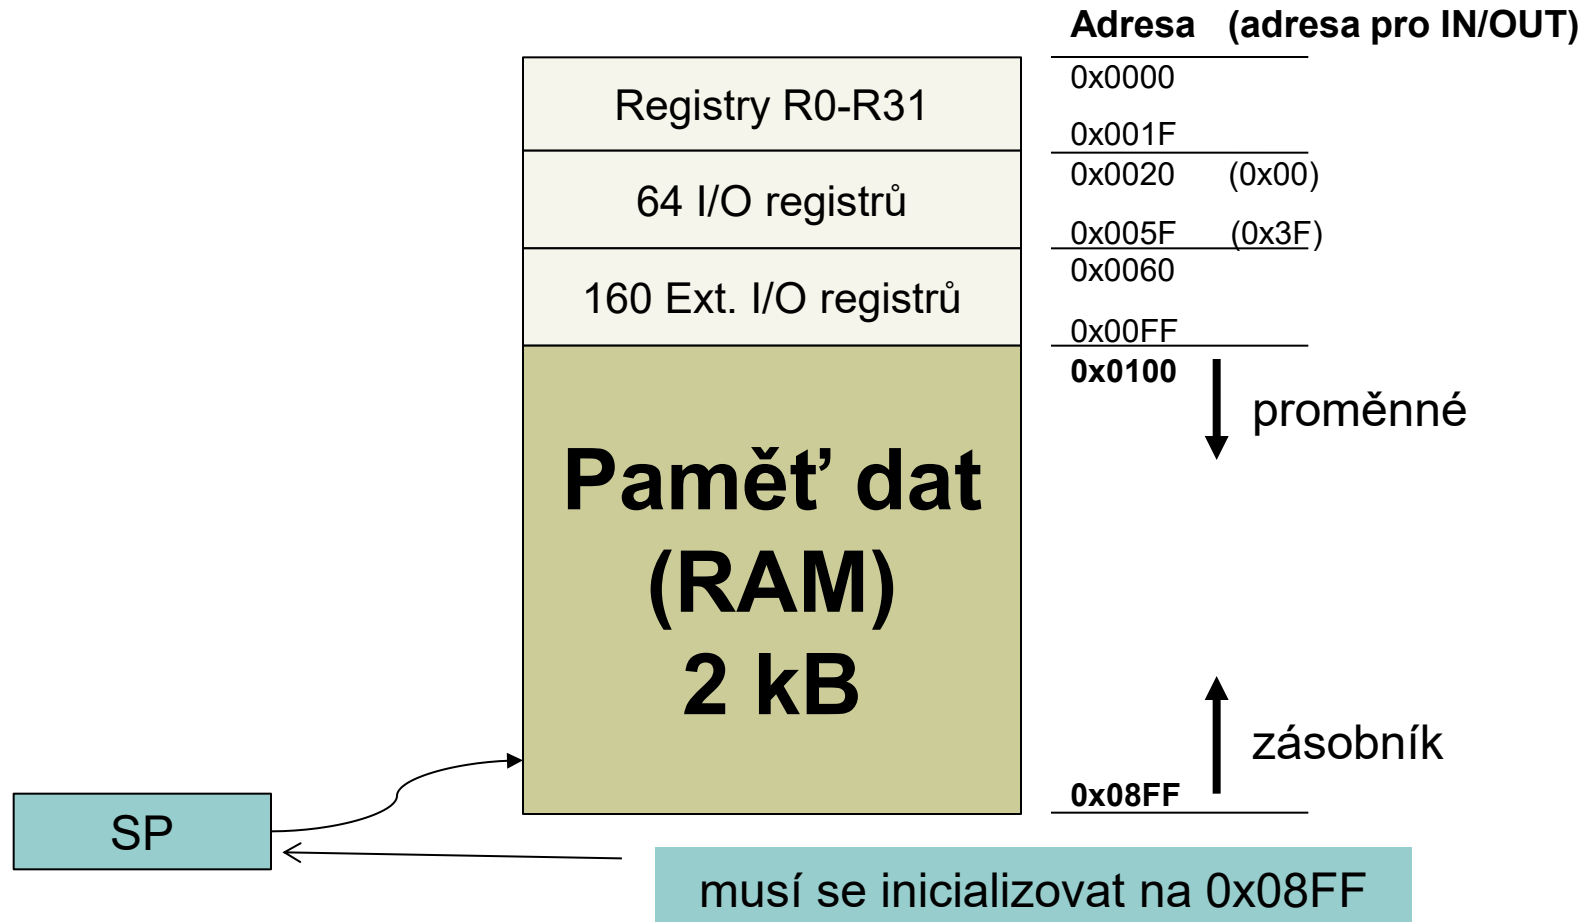 Adresa (adresa pro IN/OUT)
Registry R0-R31
0x0000
0x001F
64 I/O registrů
0x0020 (0x00)
0x005F (0x3F)
160 Ext. I/O registrů
0x0060
0x00FF
0x0100
proměnné
Paměť dat
(RAM)
2 kB
zásobník
0x08FF
SP
musí se inicializovat na 0x08FF